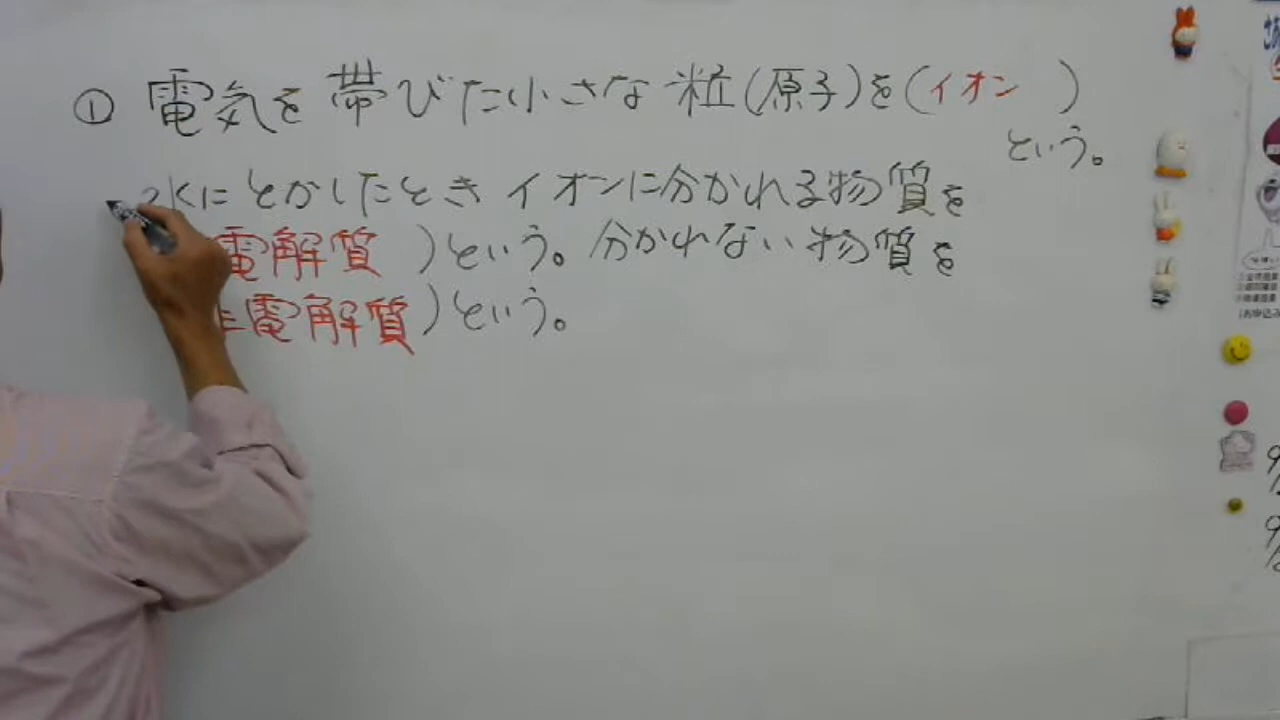 ① 電気を帯びた小さな粒(原子)を(イオン )
という。
水にとかしたときイオンに分かれる物質を
電解質 )という。分かれない物質を
非電解質)という。